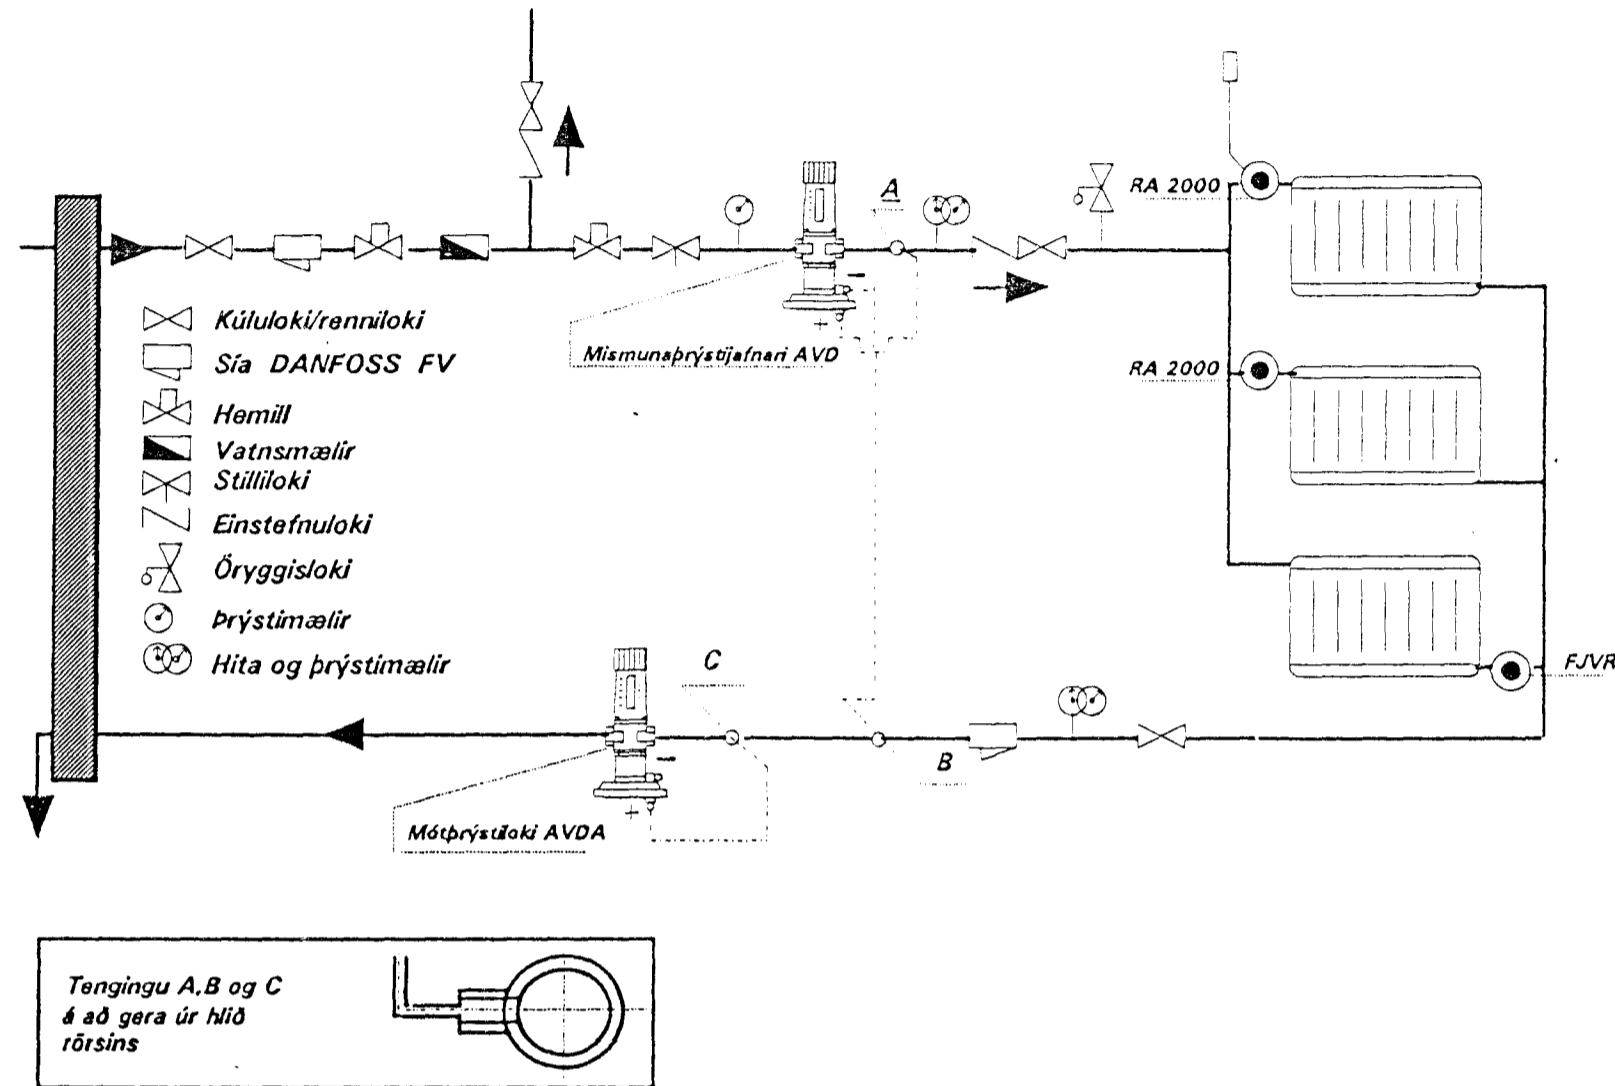 A
RA 2000
Mismunaþrýstijafnari AVD
RA 2000
Kúluloki/renniloki
Sía DANFOSS FV
Hemill
Vatnsmælir
Stilliloki
Einstefnuloki
Öryggisloki
Þrýstimælir
Hita og þrýstimælir
FJVR
C
B
Mótþrýstiloki AVDA
Tengingu A,B og C
á að gera úr hlið
rörsins